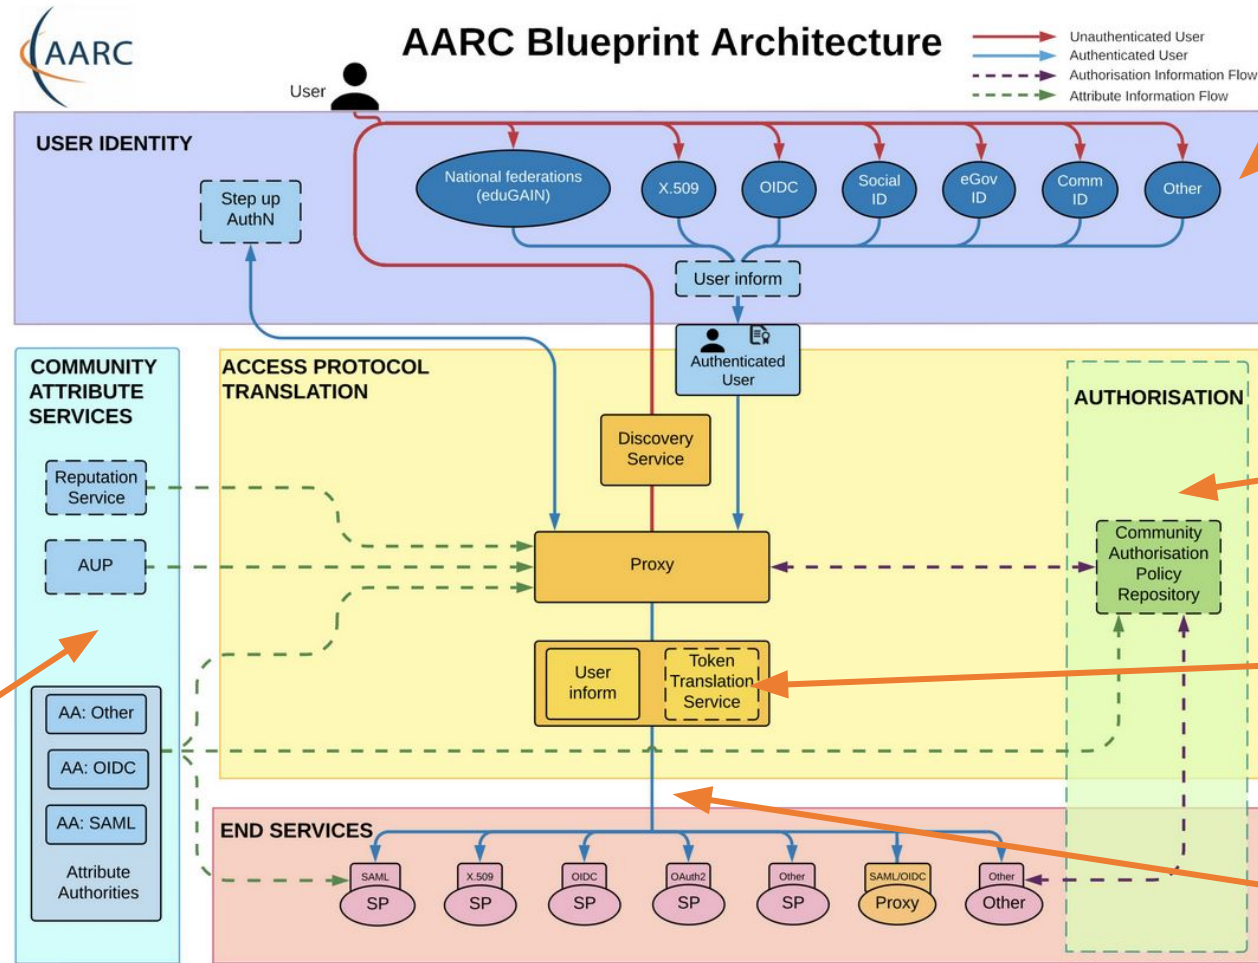 AARC
AARC Blueprint Architecture
Unauthenticated User
Authenticated User
Authorisation Information Flow
Attribute Information Flow
User
USER IDENTITY
Step up
AuthN
National federations
(eduGAIN)
X.509
OIDC
Social
ID
eGov
ID
Comm
ID
Other
User inform
Authenticated
User
COMMUNITY
ATTRIBUTE
SERVICES
Reputation
Service
AUP
AA: Other
AA: OIDC
AA: SAML
Attribute
Authorities
ACCESS PROTOCOL
TRANSLATION
Discovery
Service
Proxy
User
inform
Token
Translation
Service
AUTHORISATION
Community
Authorisation
Policy
Repository
END SERVICES
SAML
SP
X.509
SP
OIDC
SP
OAuth2
SP
Other
SP
SAML/OIDC
Proxy
Other
Other